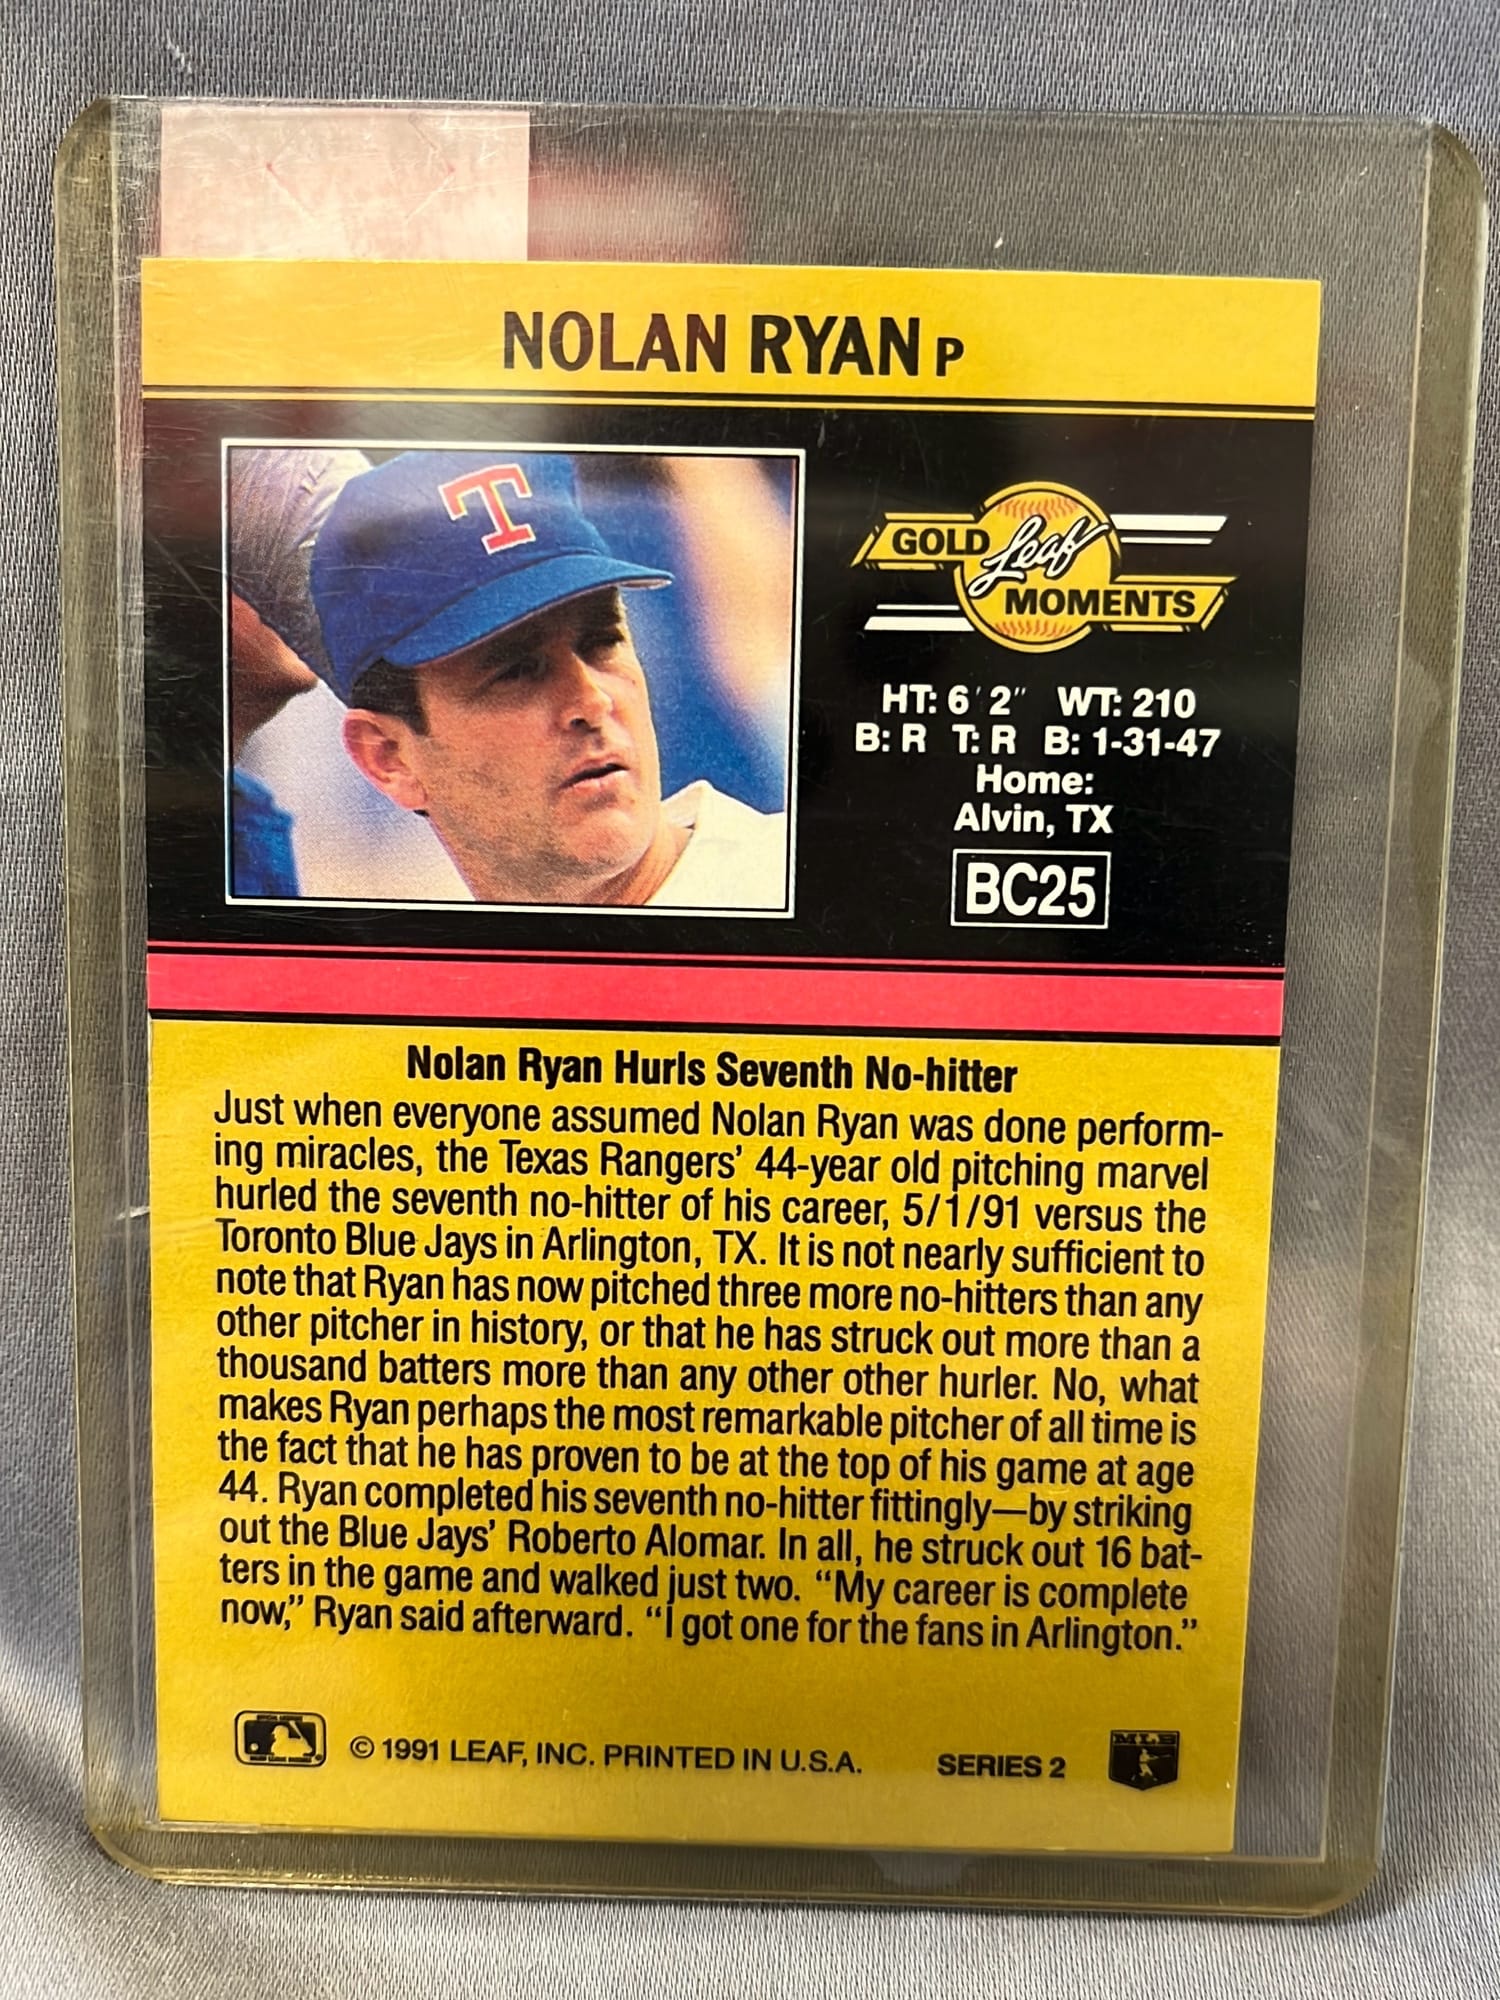 NOLAN RYAN P
T
GOLD Leaf
MOMENTS
HT: 6' 2" WT: 210
B: R T: R B: 1-31-47
Home:
Alvin, TX
BC25
Nolan Ryan Hurls Seventh No-hitter
Just when everyone assumed Nolan Ryan was done perform-
ing miracles, the Texas Rangers' 44-year old pitching marvel
hurled the seventh no-hitter of his career, 5/1/91 versus the
Toronto Blue Jays in Arlington, TX. It is not nearly sufficient to
note that Ryan has now pitched three more no-hitters than any
other pitcher in history, or that he has struck out more than a
thousand batters more than any other other hurler. No, what
makes Ryan perhaps the most remarkable pitcher of all time is
the fact that he has proven to be at the top of his game at age
44. Ryan completed his seventh no-hitter fittingly—by striking
out the Blue Jays' Roberto Alomar. In all, he struck out 16 bat-
ters in the game and walked just two. "My career is complete
now," Ryan said afterward. "I got one for the fans in Arlington."
© 1991 LEAF, INC. PRINTED IN U.S.A. SERIES 2